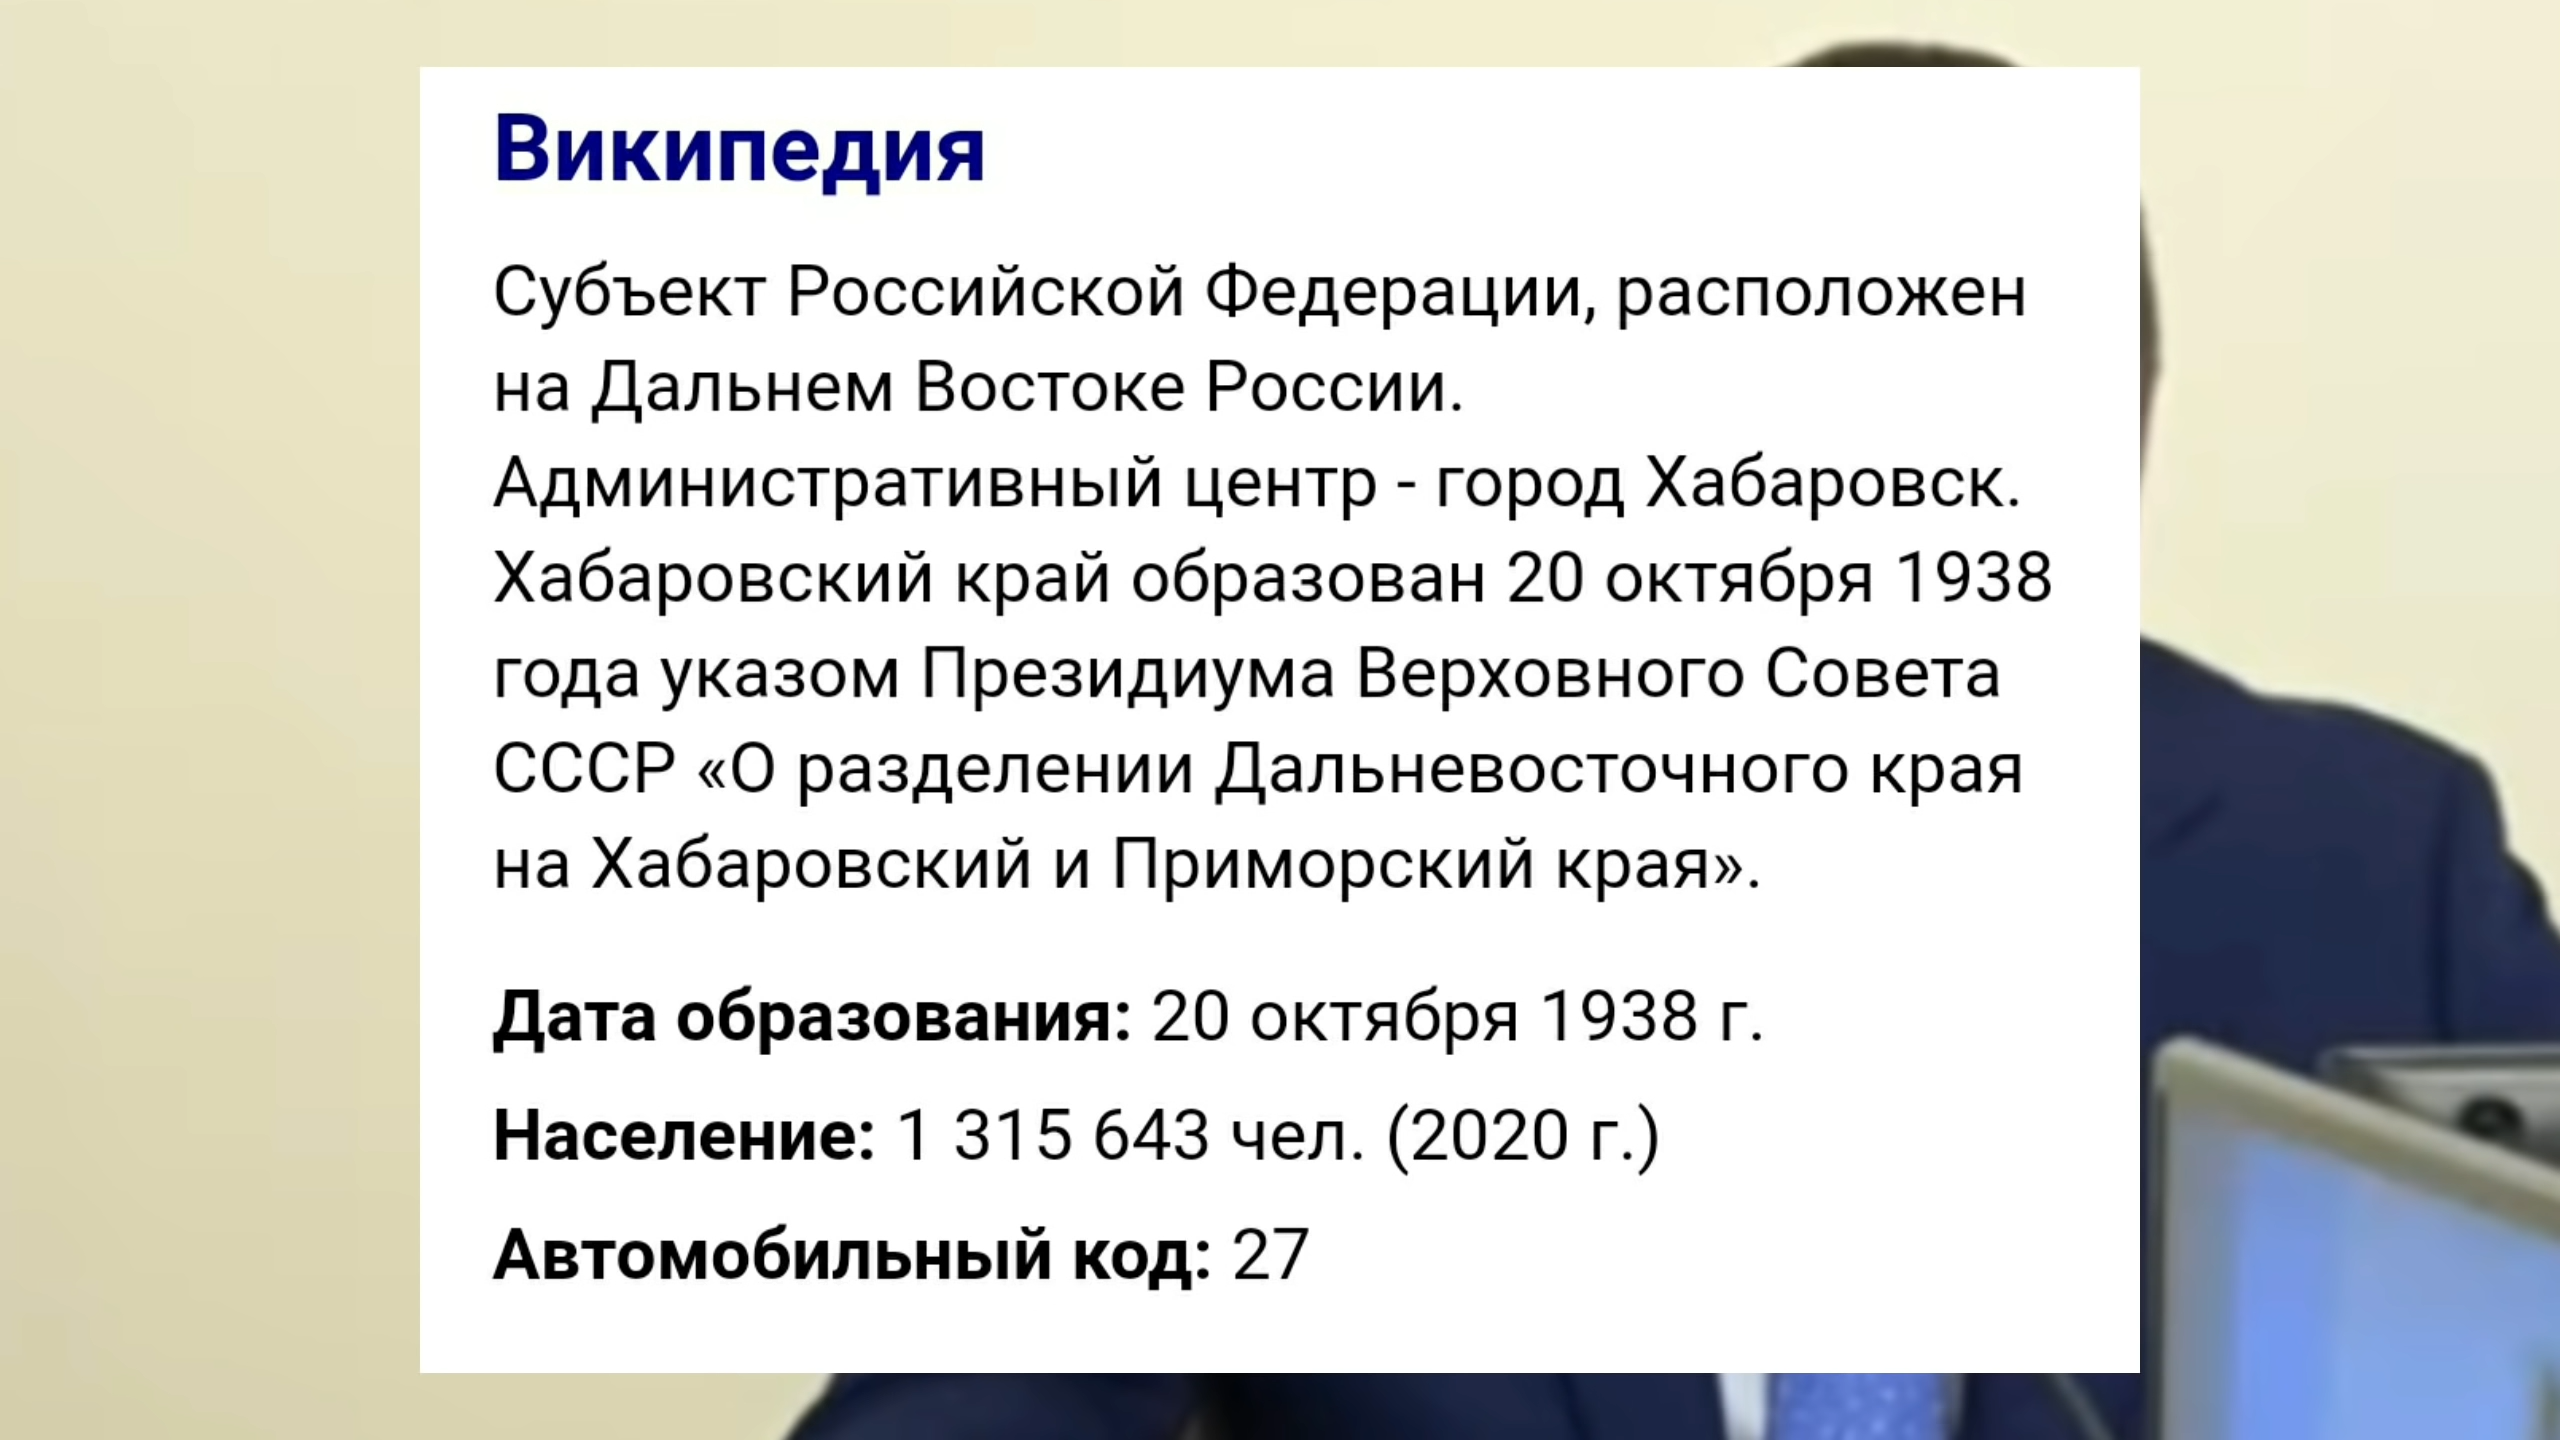 Википедия
Субъект Российской Федерации, расположен
на Дальнем Востоке России.
Административный центр - город Хабаровск.
Хабаровский край образован 20 октября 1938
года указом Президиума Верховного Совета
СССР «О разделении Дальневосточного края
на Хабаровский и Приморский края».
Дата образования: 20 октября 1938 г.
Население: 1 315 643 чел. (2020 г.)
Автомобильный код: 27